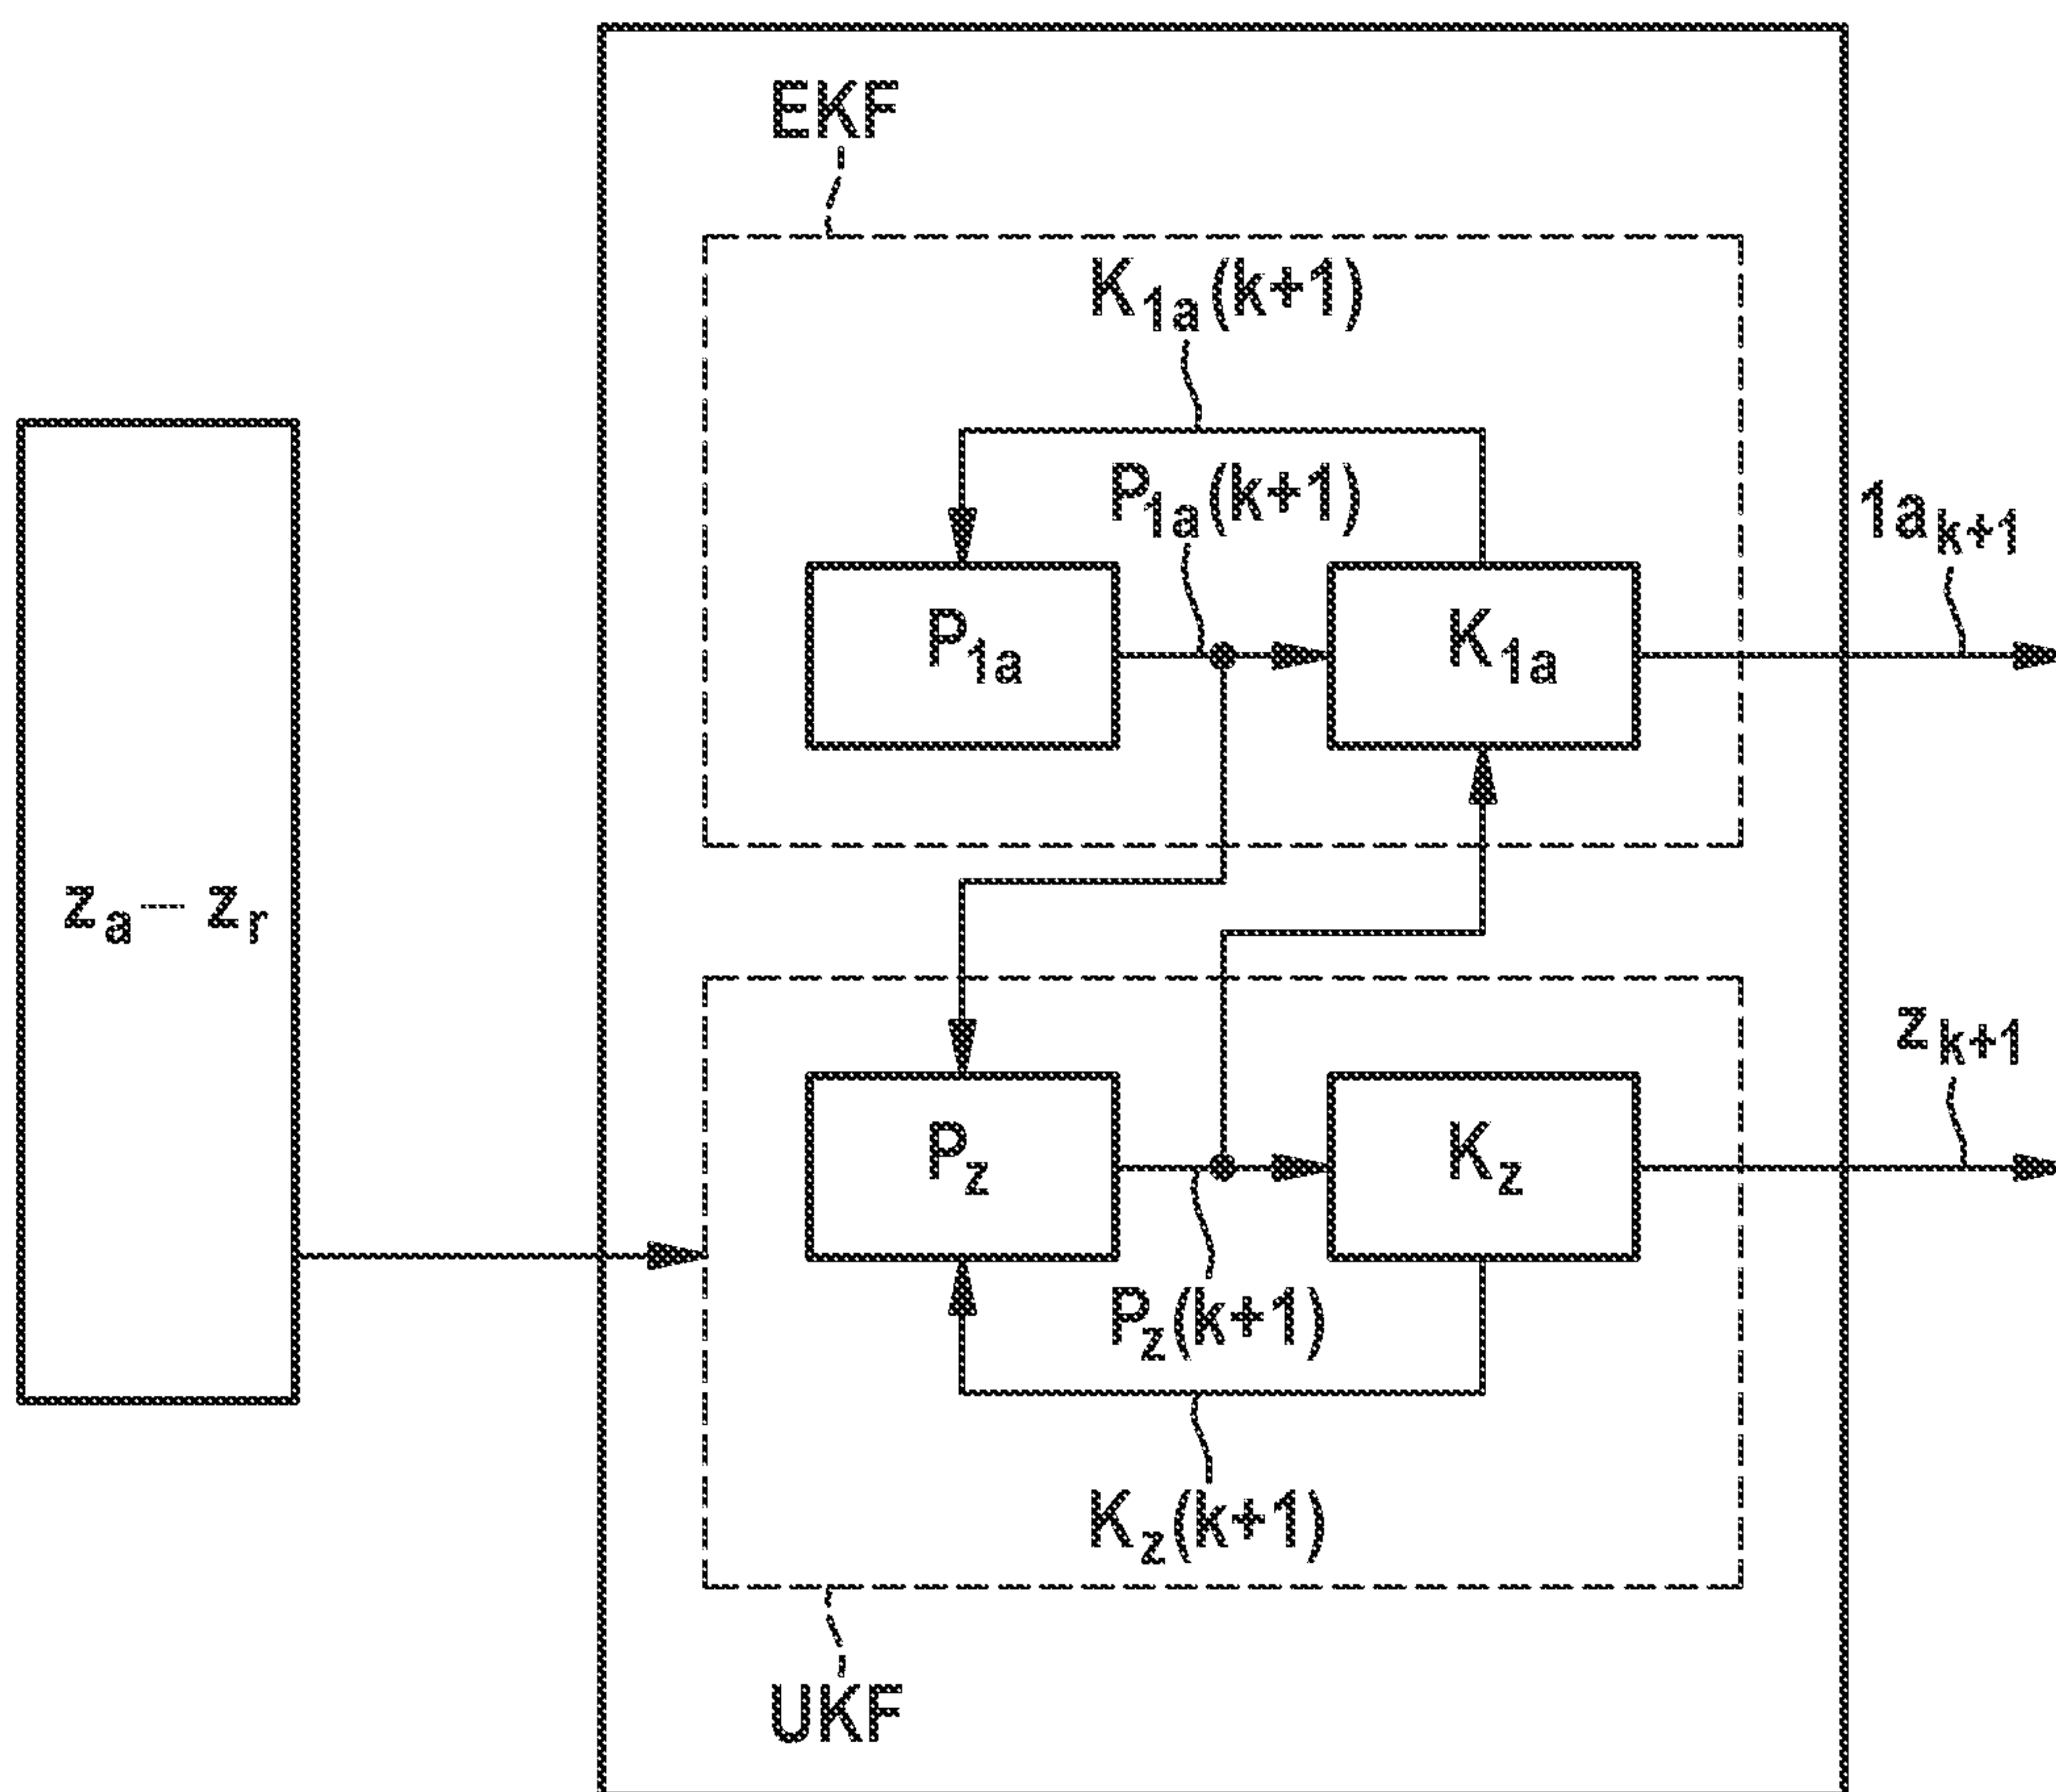 EKF
K1a(k+1)
P1a(k+1)
1ak+1
P1a
K1a
za — zr
zk+1
Pz
Kz
Pz(k+1)
Kz(k+1)
UKF